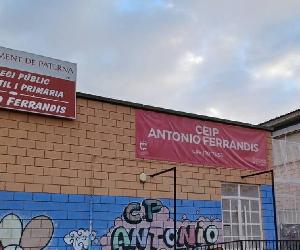 MENT DE PATERNA
EGI PÚBLIC
TIL I PRIMARIA
FERRANDIS
CEIP
ANTONIO FERRANDIS
CP
ANTONIO